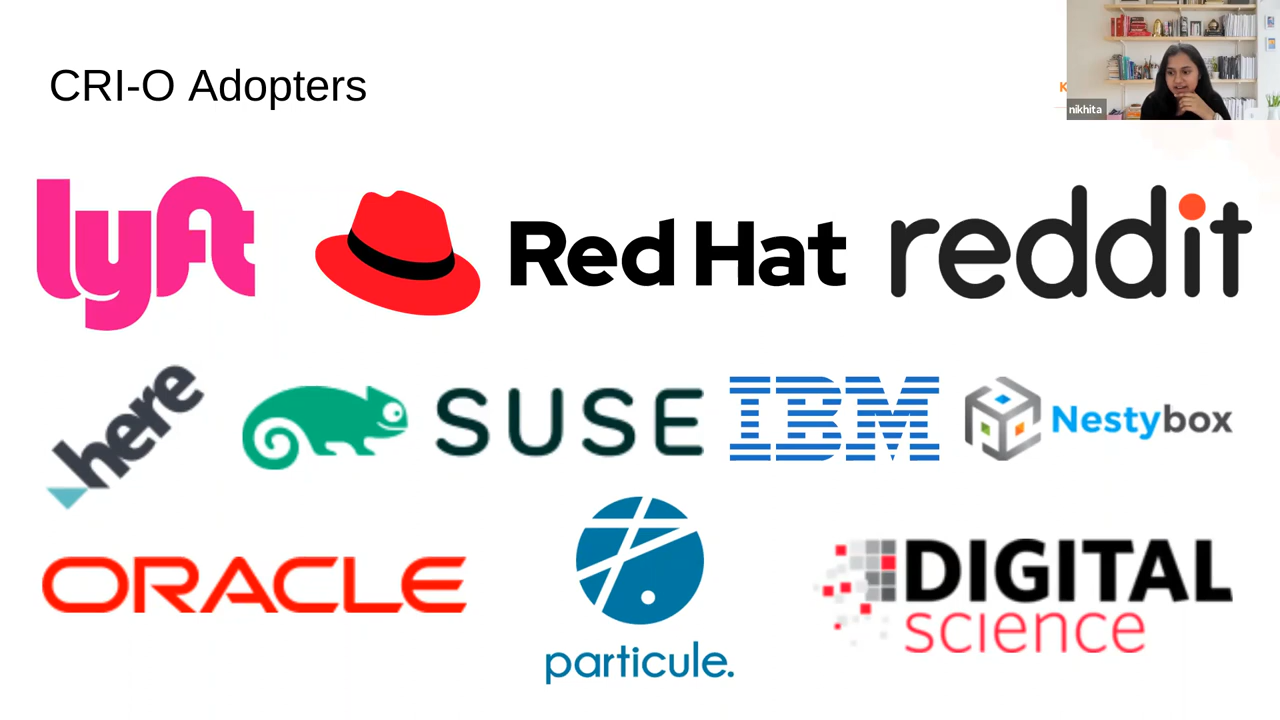 CRI-O Adopters
K
nikhita
lyft
Red Hat
reddit
here
SUSE
IBM
Nestybox
ORACLE
particule.
DIGITAL
science